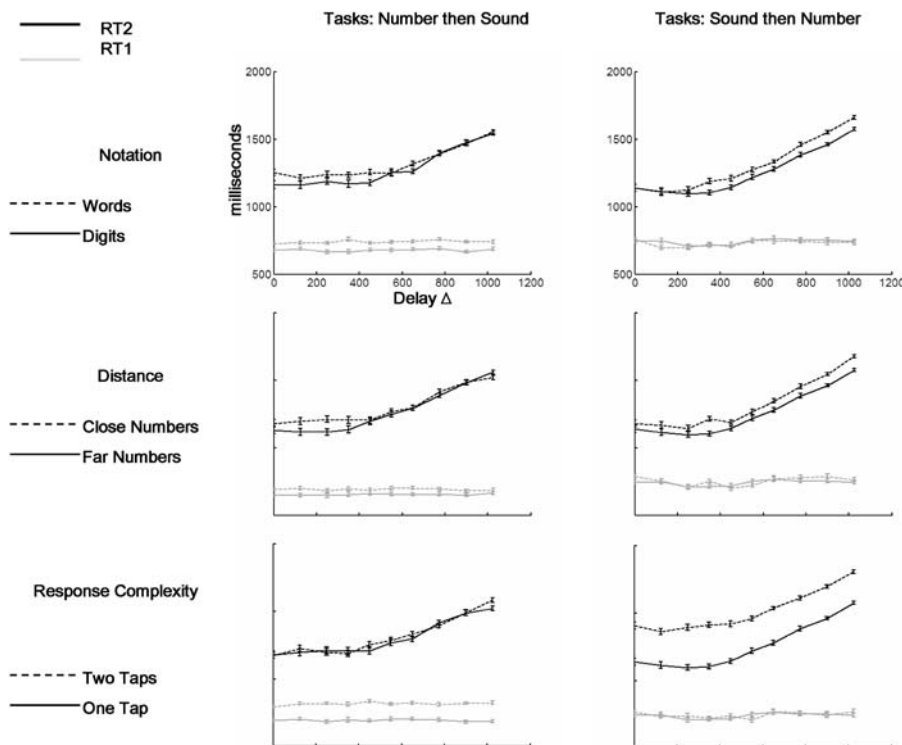 Tasks: Number then Sound
Tasks: Sound then Number
RT2
RT1
Notation
Words
Digits
milliseconds
2000
1500
1000
500
0 200 400 600 800 1000 1200
Delay Δ
2000
1500
1000
500
0 200 400 600 800 1000 1200
Distance
Close Numbers
Far Numbers
Response Complexity
Two Taps
One Tap